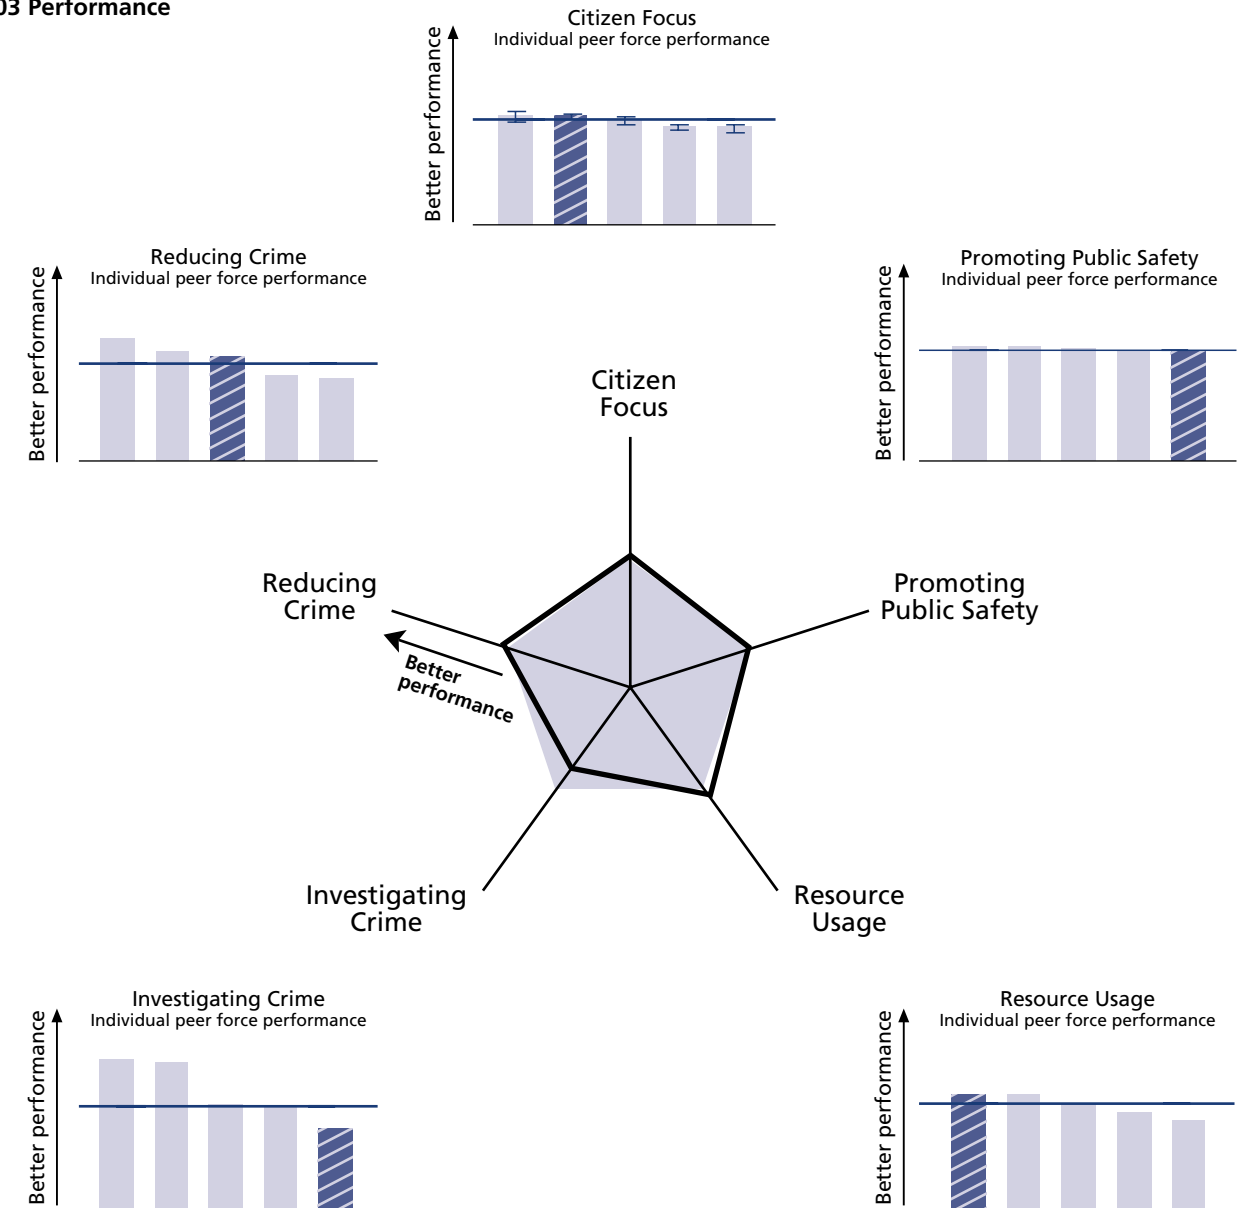 03 Performance
Citizen Focus
Individual peer force performance
Better performance
Reducing Crime
Individual peer force performance
Better performance
Promoting Public Safety
Individual peer force performance
Better performance
Citizen
Focus
Reducing
Crime
Promoting
Public Safety
Better
performance
Investigating
Crime
Resource
Usage
Investigating Crime
Individual peer force performance
Better performance
Resource Usage
Individual peer force performance
Better performance